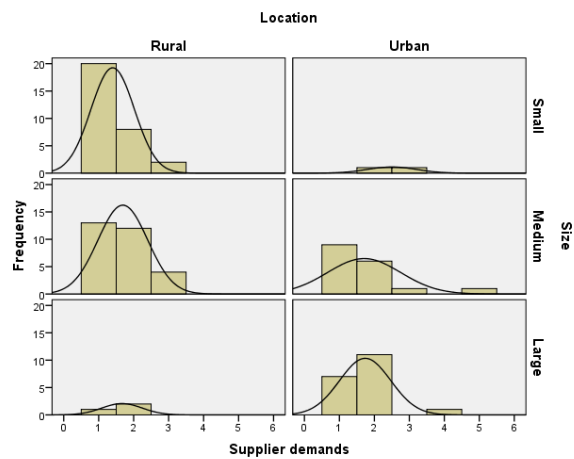 Location
Rural Urban
20
15
10
5
0
Small
20
15
10
5
0
Medium
20
15
10
5
0
Large
Frequency
Size
0 1 2 3 4 5 6 0 1 2 3 4 5 6
Supplier demands